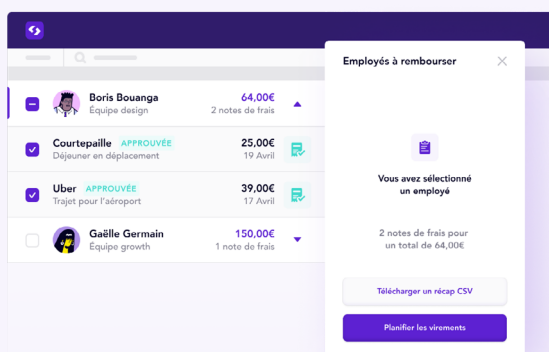 Employés à rembourser
Boris Bouanga
64,00€
Équipe design
2 notes de frais
Courtepaille APPROUVÉE
25,00€
Déjeuner en déplacement
19 Avril
Uber APPROUVÉE
39,00€
Trajet pour l'aéroport
17 Avril
Gaëlle Germain
150,00€
Équipe growth
1 note de frais
Vous avez sélectionné
un employé
2 notes de frais pour
un total de 64,00€
Télécharger un récap CSV
Planifier les virements